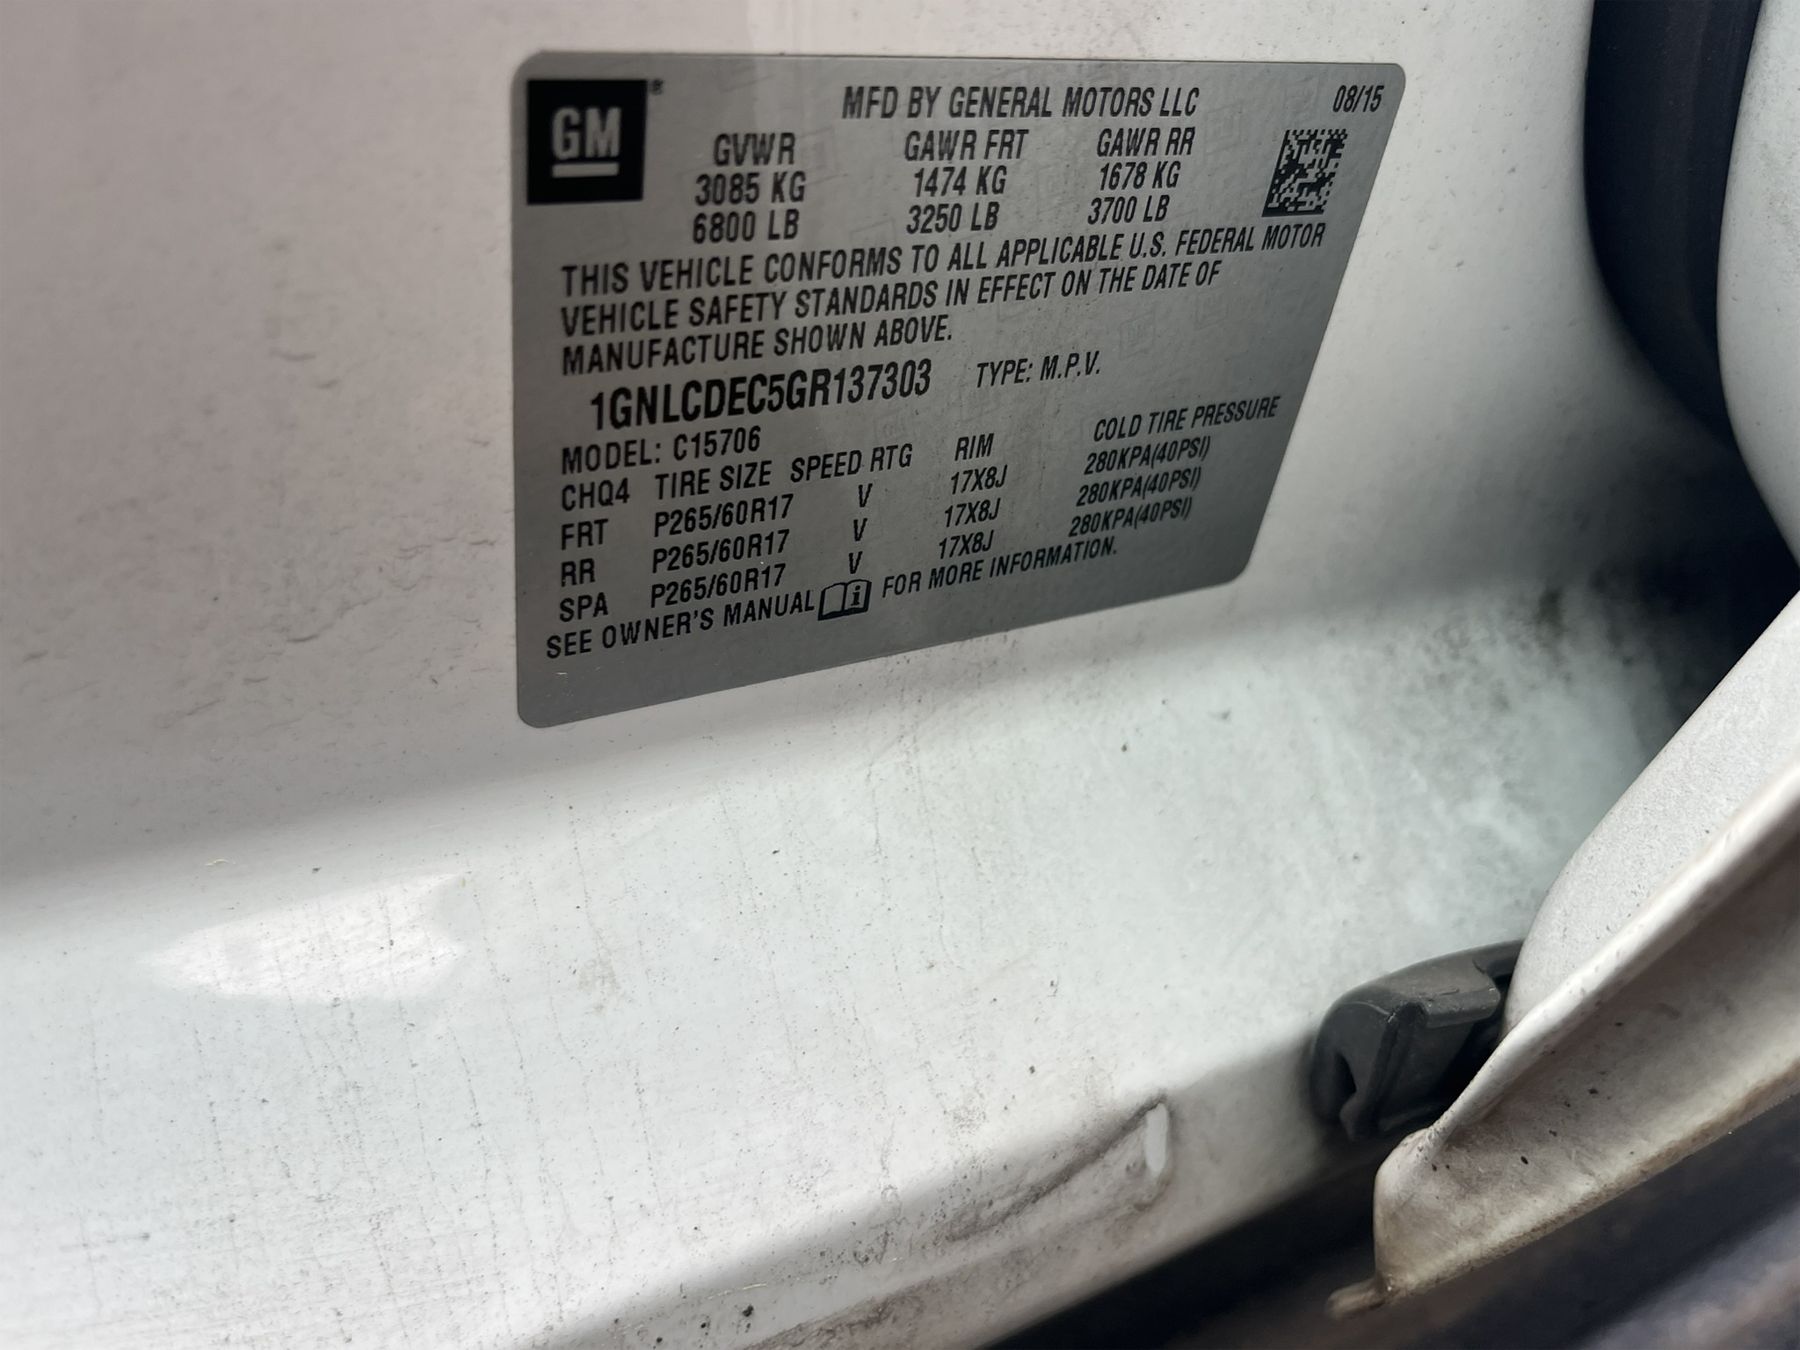 GM® MFD BY GENERAL MOTORS LLC 08/15
GVWR GAWR FRT GAWR RR
3085 KG 1474 KG 1678 KG
6800 LB 3250 LB 3700 LB
THIS VEHICLE CONFORMS TO ALL APPLICABLE U.S. FEDERAL MOTOR
VEHICLE SAFETY STANDARDS IN EFFECT ON THE DATE OF
MANUFACTURE SHOWN ABOVE.
1GNLCDEC5GR137303 TYPE: M.P.V.
MODEL: C15706
CHQ4 TIRE SIZE SPEED RTG RIM COLD TIRE PRESSURE
FRT P265/60R17 V 17X8J 280KPA(40PSI)
RR P265/60R17 V 17X8J 280KPA(40PSI)
SPA P265/60R17 V 17X8J 280KPA(40PSI)
SEE OWNER'S MANUAL FOR MORE INFORMATION.